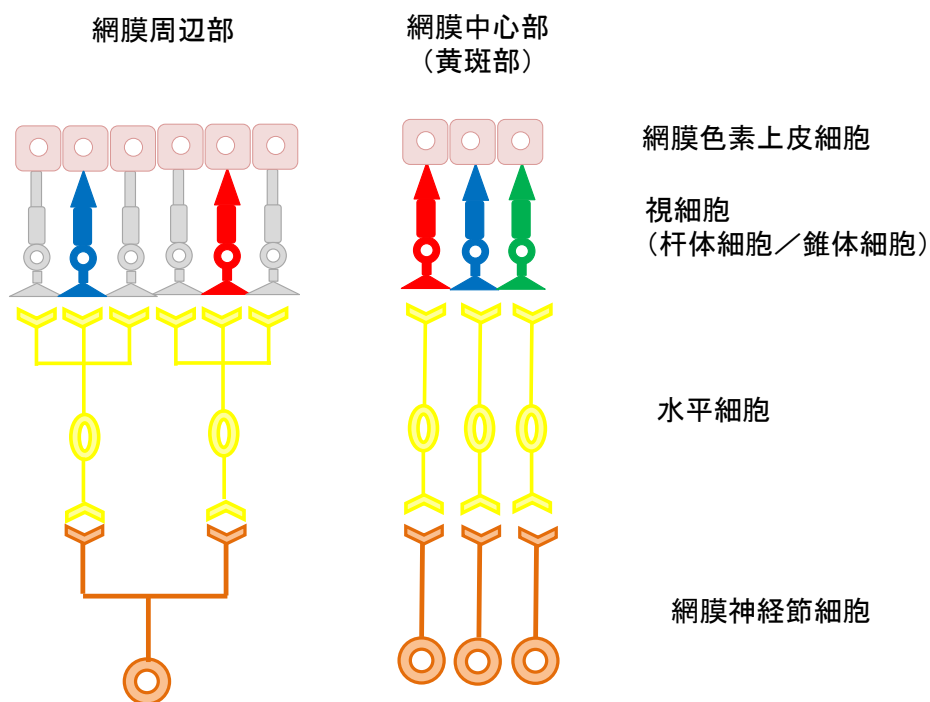 網膜周辺部
網膜中心部
（黄斑部）
網膜色素上皮細胞
視細胞
（杆体細胞／錐体細胞）
水平細胞
網膜神経節細胞